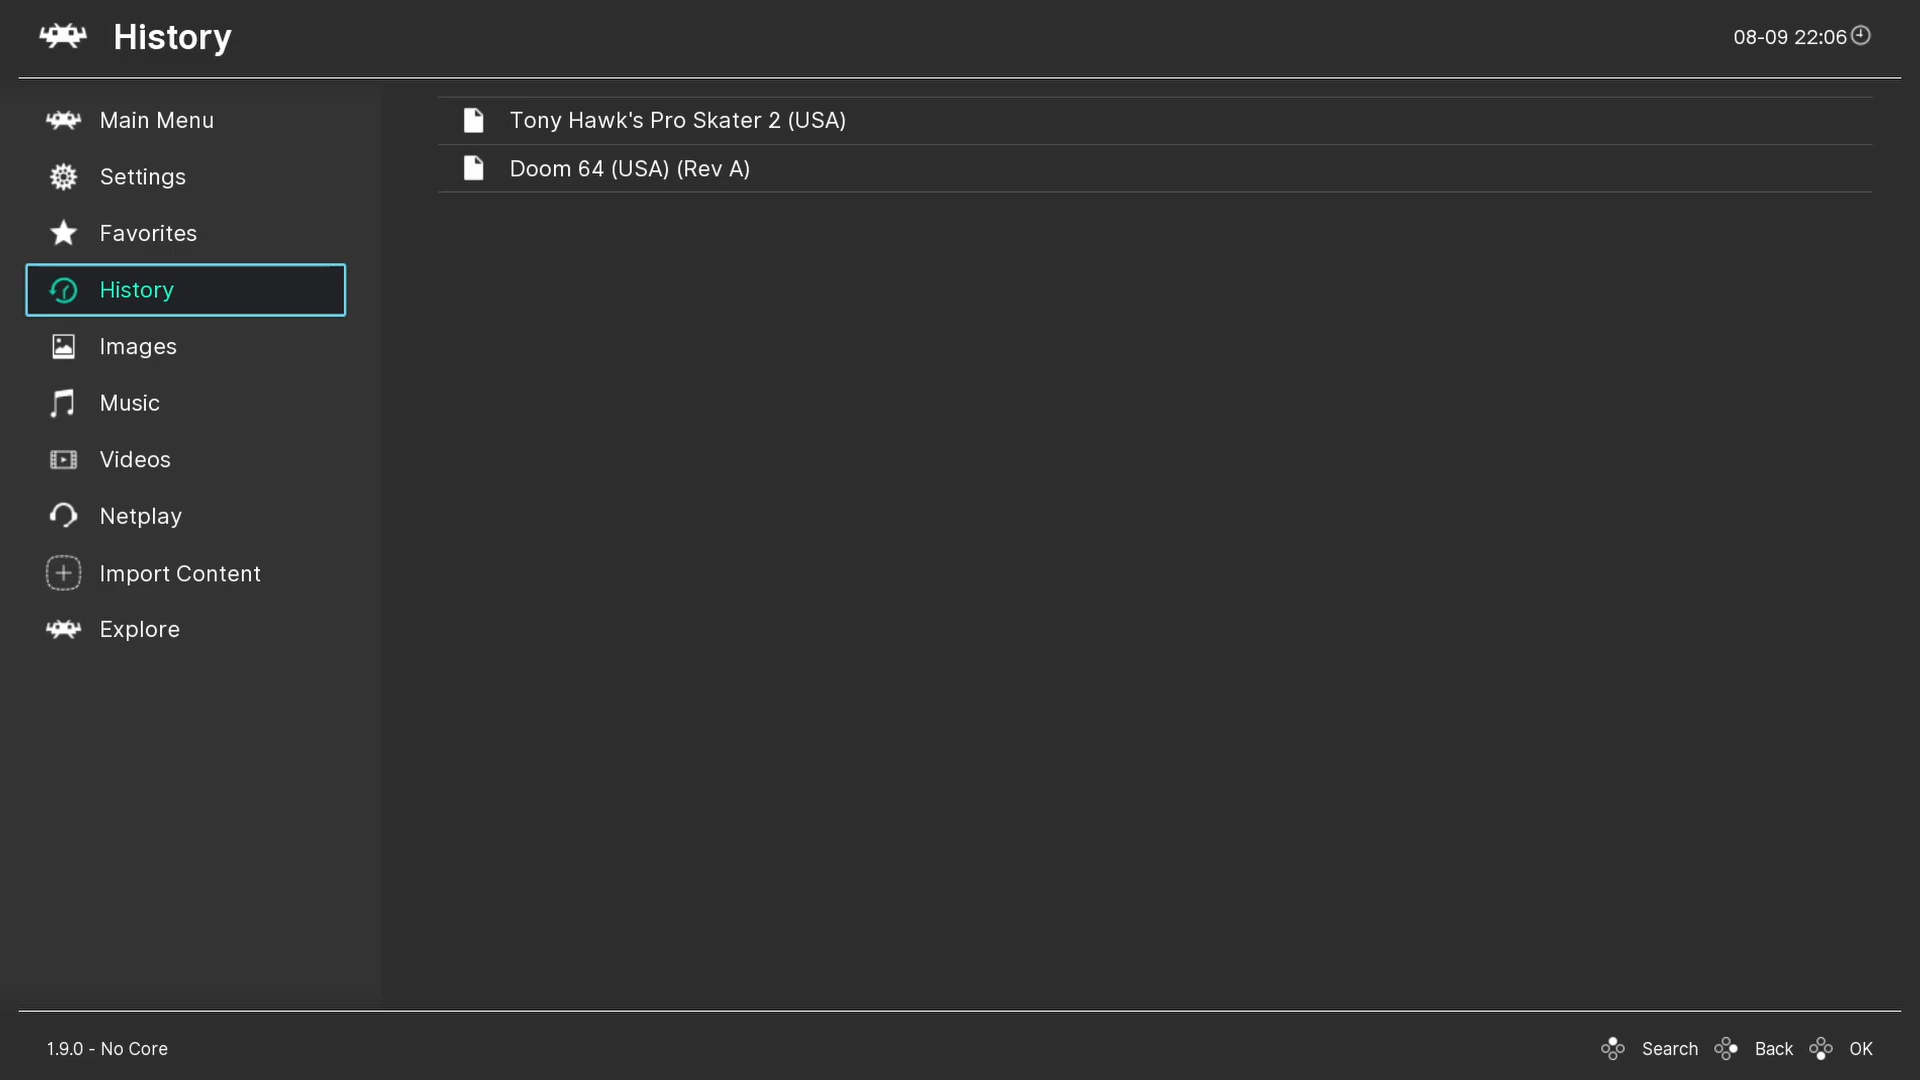 History
08-09 22:06
Main Menu
Settings
Favorites
History
Images
Music
Videos
Netplay
Import Content
Explore
Tony Hawk's Pro Skater 2 (USA)
Doom 64 (USA) (Rev A)
1.9.0 - No Core
Search Back OK